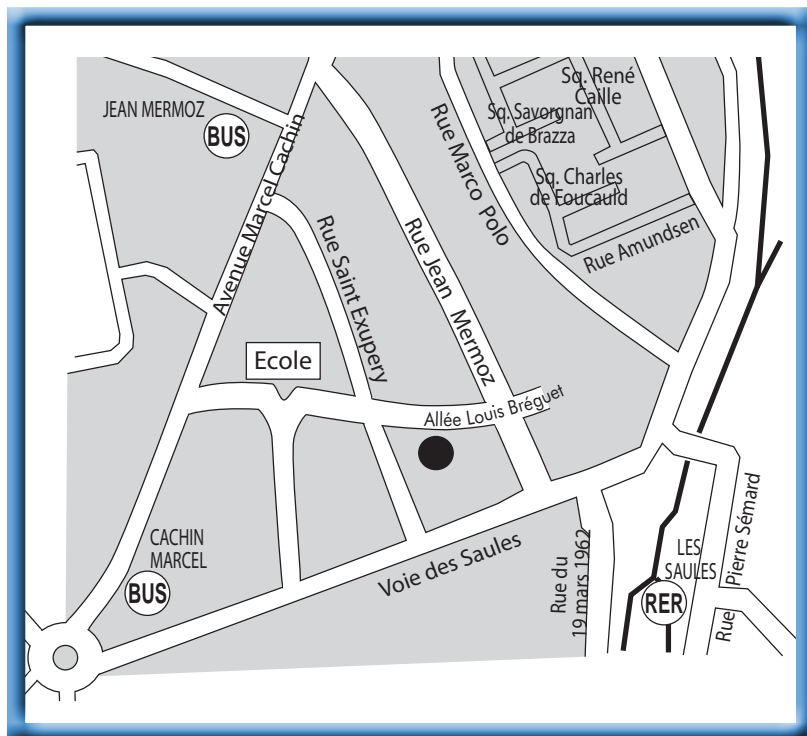 Sq. René
Caille
JEAN MERMOZ
BUS
Sq. Savorgnan
de Brazza
Avenue Marcel Cachin
Rue Marco Polo
Sq. Charles
de Foucauld
Rue Saint Exupery
Rue Jean Mermoz
Rue Amundsen
Ecole
Allée Louis Bréguet
CACHIN
MARCEL
BUS
Voie des Saules
Rue du
19 mars 1962
LES
SAULES
RER
Rue Pierre Sémard